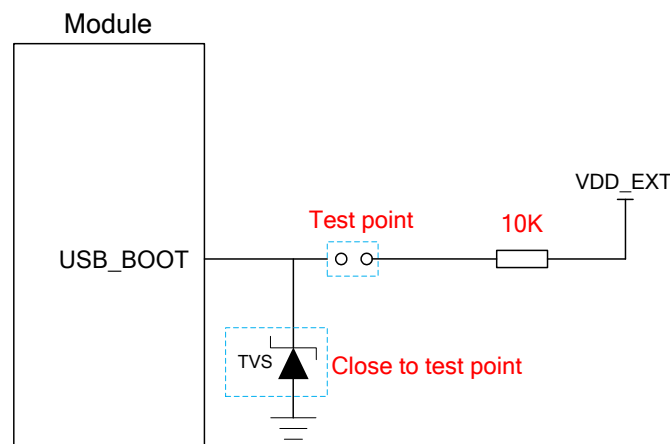 Module
VDD_EXT
Test point
10K
USB_BOOT
TVS
Close to test point